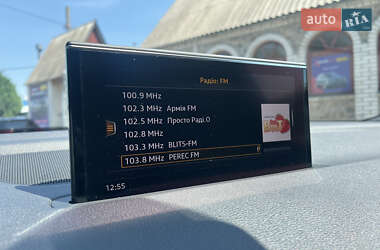 auto RIA
Радіо: FM
100.9 MHz
102.3 MHz Армія FM
102.5 MHz Просто Раді.О
102.8 MHz
103.3 MHz BLITS-FM
103.8 MHz PEREC FM
12:55